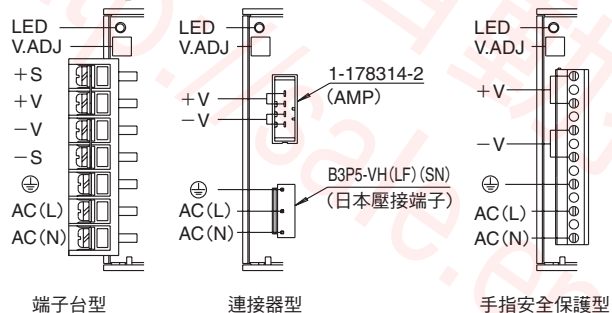 LED
V.ADJ
+S
+V
−V
−S
AC(L)
AC(N)
端子台型
LED
V.ADJ
1-178314-2
(AMP)
+V
−V
B3P5-VH(LF)(SN)
(日本壓接端子)
AC(L)
AC(N)
連接器型
LED
V.ADJ
+V
−V
AC(L)
AC(N)
手指安全保護型